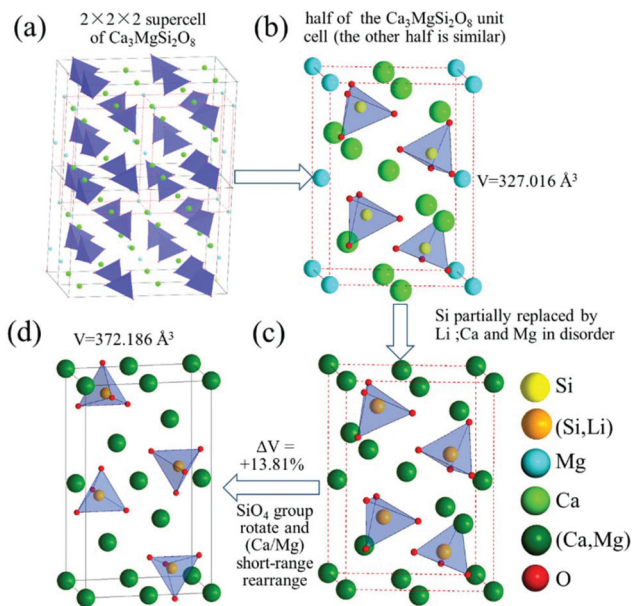 (a)
2×2×2 supercell
of Ca₃MgSi₂O₈
(b)
half of the Ca₃MgSi₂O₈ unit
cell (the other half is similar)
V=327.016 Å³
Si partially replaced by
Li ;Ca and Mg in disorder
(d)
V=372.186 Å³
(c)
ΔV =
+13.81%
SiO₄ group
rotate and
(Ca/Mg)
short-range
rearrange
Si
(Si,Li)
Mg
Ca
(Ca,Mg)
O